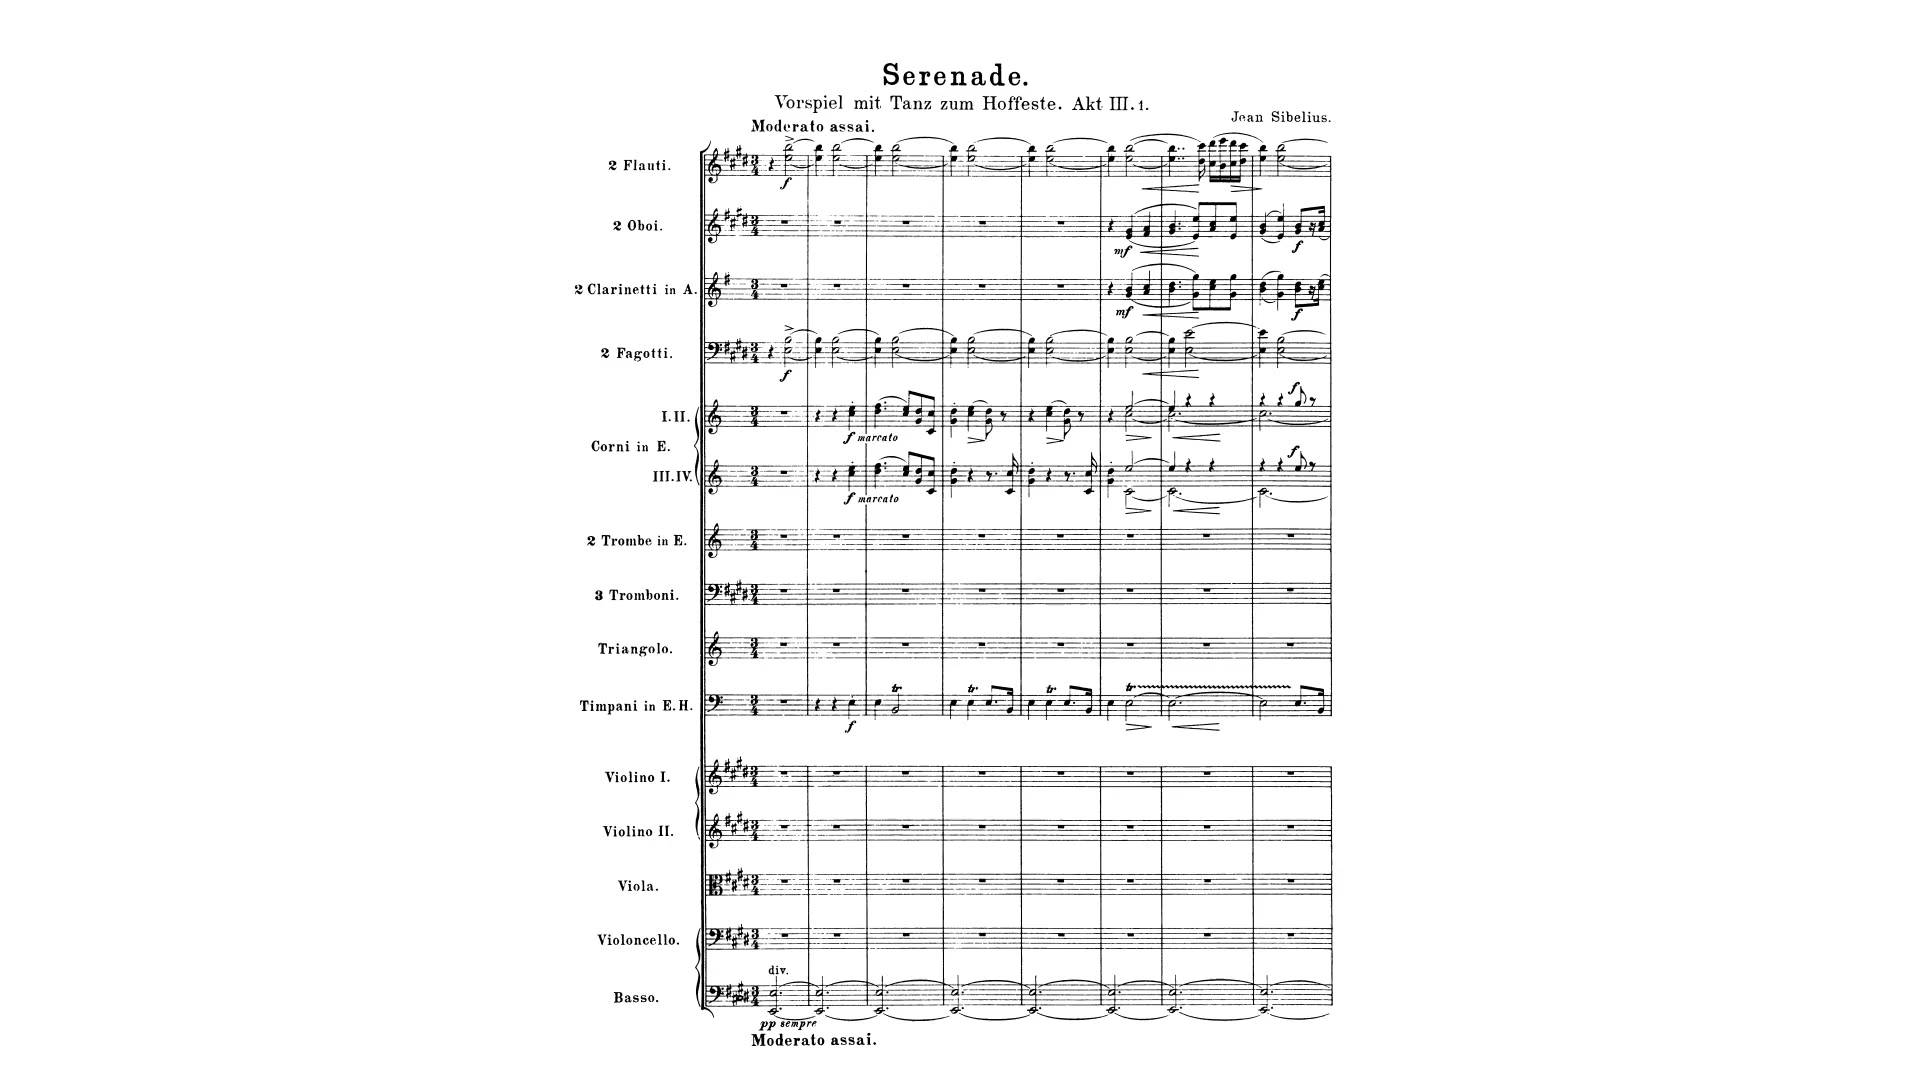 Serenade.
Vorspiel mit Tanz zum Hoffeste. Akt III. 1.
Jean Sibelius.
Moderato assai.
2 Flauti.
f
2 Oboi.
mf f
2 Clarinetti in A.
mf f
2 Fagotti.
f
f
I. II.
f marcato
Corni in E.
f
III. IV.
f marcato
2 Trombe in E.
3 Tromboni.
Triangolo.
tr tr tr tr
Timpani in E. H.
f
Violino I.
Violino II.
Viola.
Violoncello.
div.
Basso.
pp sempre
Moderato assai.